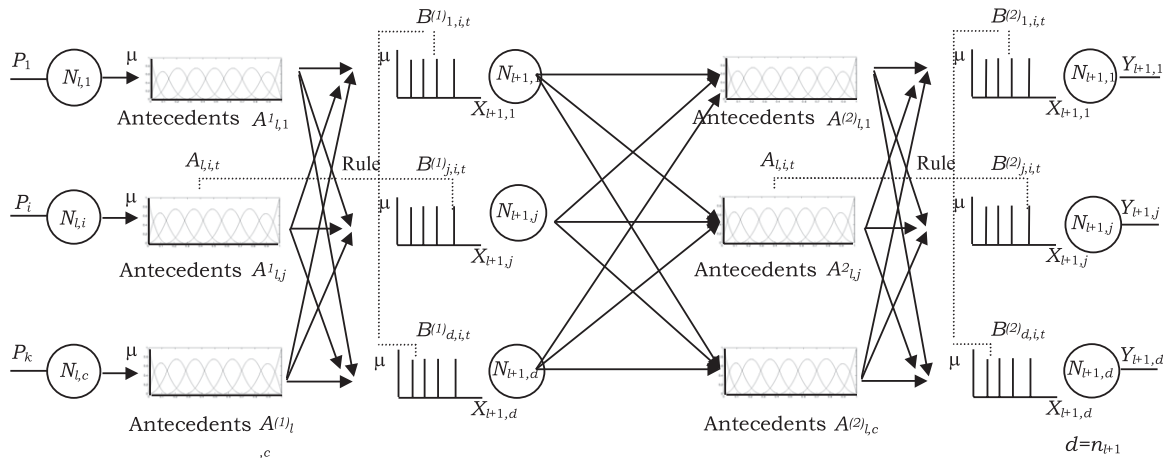 B(1)1,i,t B(2)1,i,t
P1 Nl,1 μ μ Nl+1,1 μ Nl+1,1 Yl+1,1
Xl+1,1 Xl+1,1
Antecedents A1l,1 Antecedents A(2)l,1
Al,i,t Rule B(1)j,i,t Al,i,t Rule B(2)j,i,t
Pi Nl,i μ μ Nl+1,j μ Nl+1,j Yl+1,j
Xl+1,j Xl+1,j
Antecedents A1l,j Antecedents A2l,j
B(1)d,i,t B(2)d,i,t
Pk Nl,c μ μ Nl+1,d μ Nl+1,d Yl+1,d
Xl+1,d Xl+1,d
Antecedents A(1)l Antecedents A(2)l,c
,c
d=nl+1